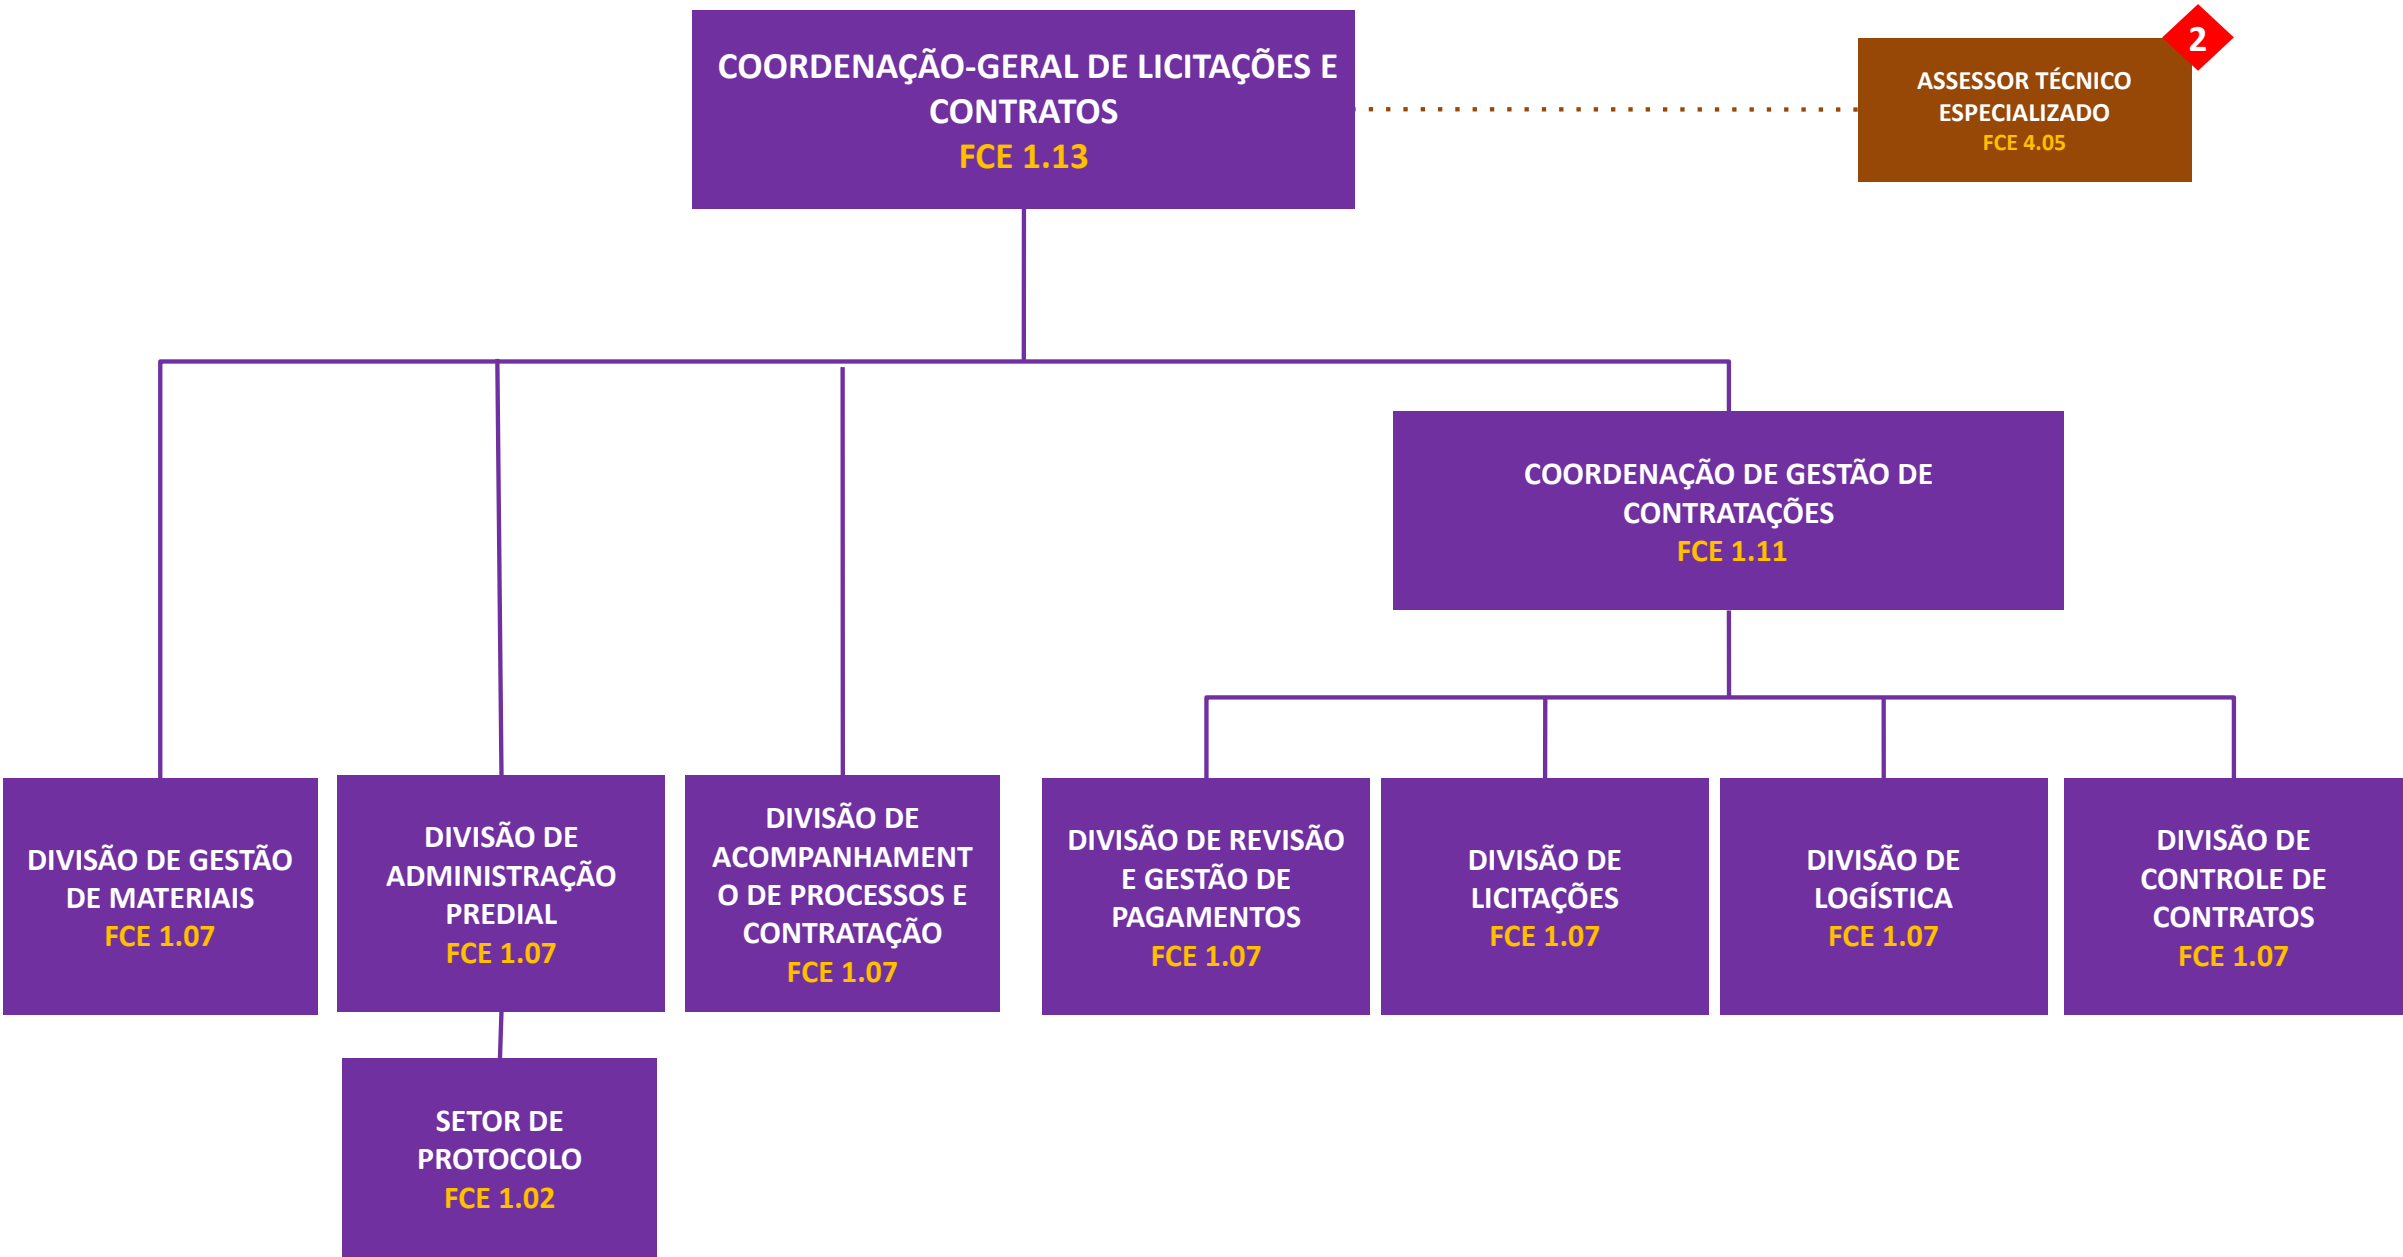 COORDENAÇÃO-GERAL DE LICITAÇÕES E
CONTRATOS
FCE 1.13
2
ASSESSOR TÉCNICO
ESPECIALIZADO
FCE 4.05
COORDENAÇÃO DE GESTÃO DE
CONTRATAÇÕES
FCE 1.11
DIVISÃO DE GESTÃO
DE MATERIAIS
FCE 1.07
DIVISÃO DE
ADMINISTRAÇÃO
PREDIAL
FCE 1.07
DIVISÃO DE
ACOMPANHAMENT
O DE PROCESSOS E
CONTRATAÇÃO
FCE 1.07
DIVISÃO DE REVISÃO
E GESTÃO DE
PAGAMENTOS
FCE 1.07
DIVISÃO DE
LICITAÇÕES
FCE 1.07
DIVISÃO DE
LOGÍSTICA
FCE 1.07
DIVISÃO DE
CONTROLE DE
CONTRATOS
FCE 1.07
SETOR DE
PROTOCOLO
FCE 1.02